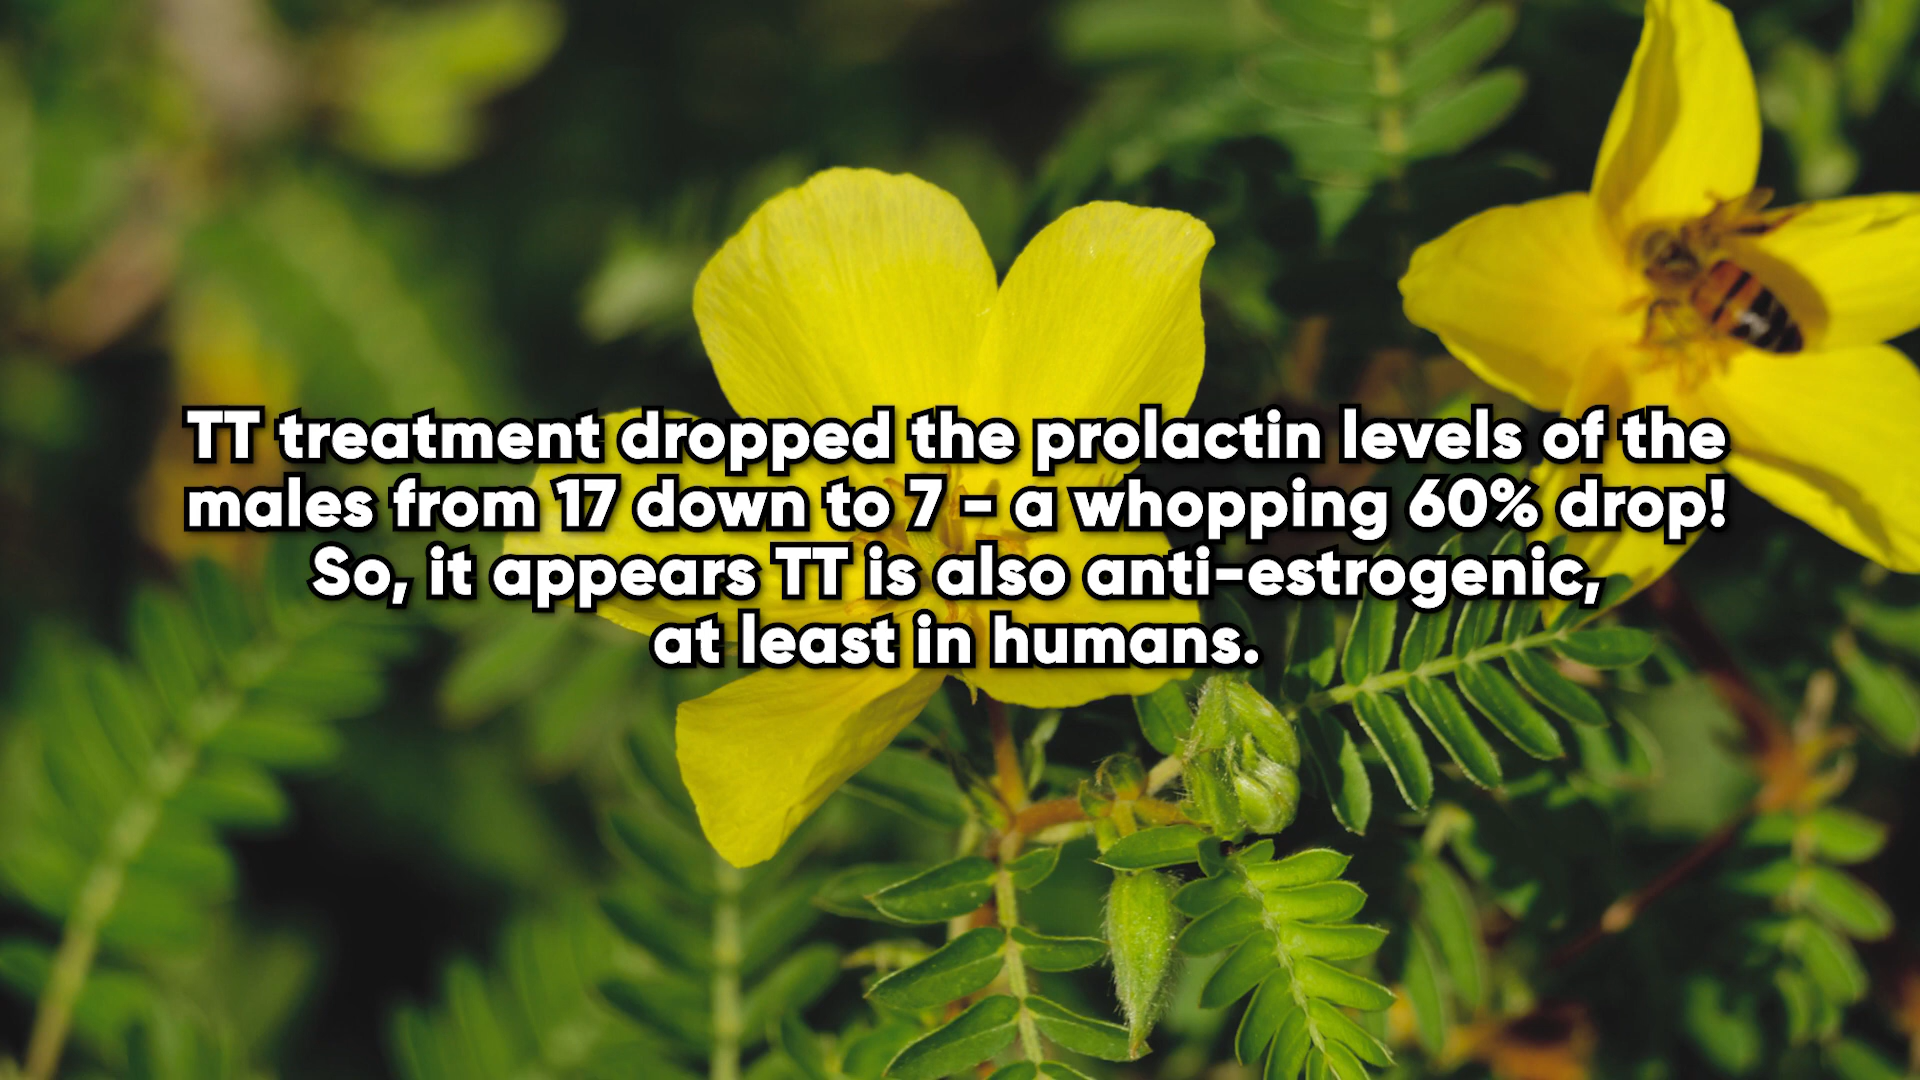 TT treatment dropped the prolactin levels of the
males from 17 down to 7 - a whopping 60% drop!
So, it appears TT is also anti-estrogenic,
at least in humans.